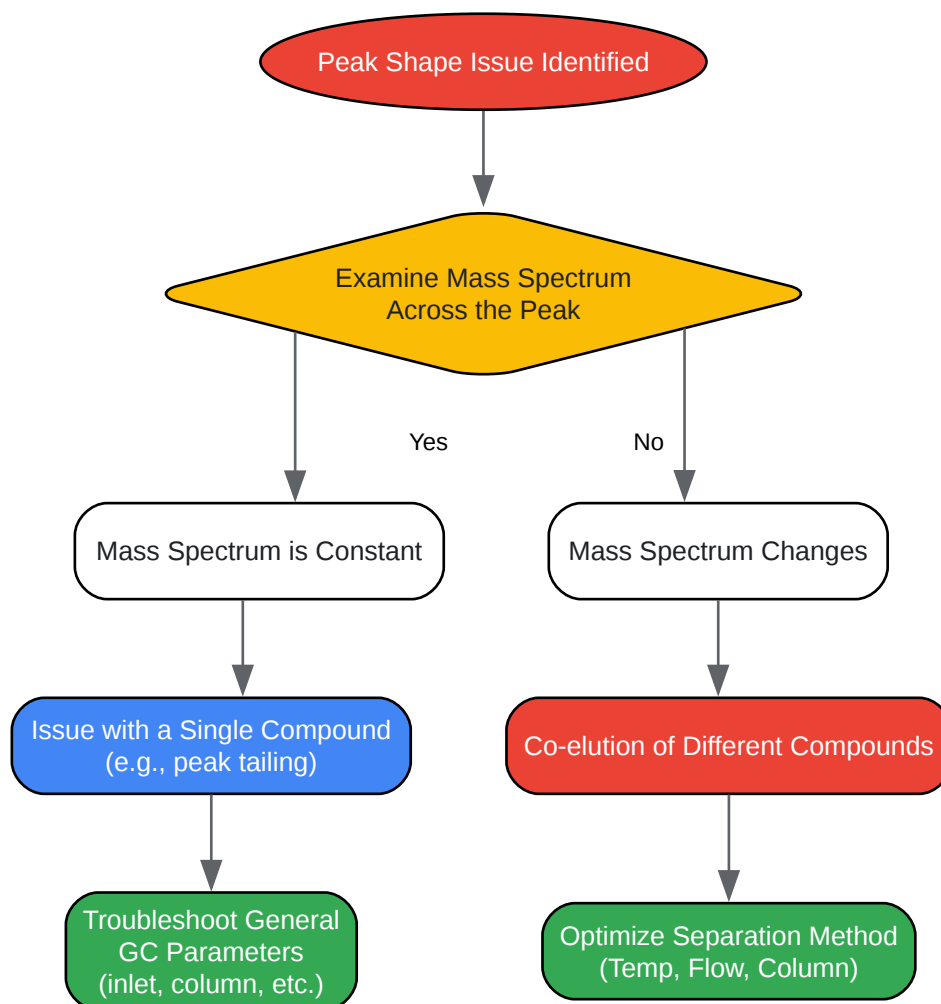 Peak Shape Issue Identified
Examine Mass Spectrum
Across the Peak
Yes
No
Mass Spectrum is Constant
Mass Spectrum Changes
Issue with a Single Compound
(e.g., peak tailing)
Co-elution of Different Compounds
Troubleshoot General
GC Parameters
(inlet, column, etc.)
Optimize Separation Method
(Temp, Flow, Column)